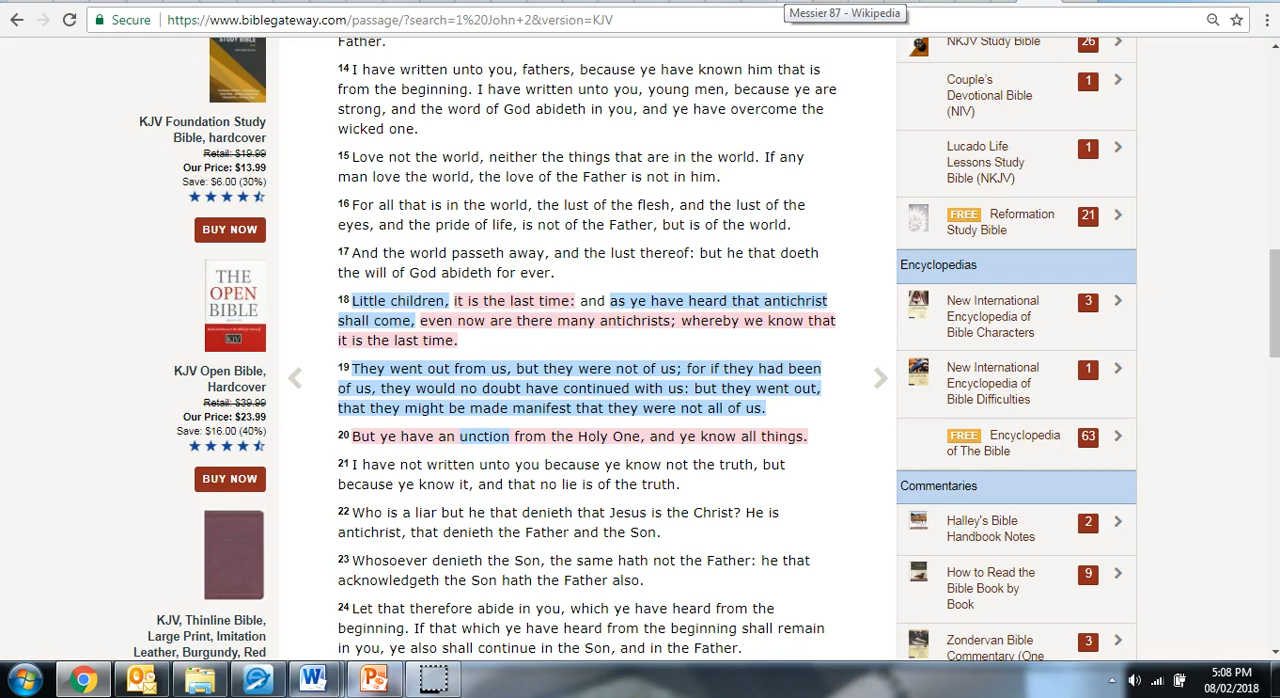 Secure
https://www.biblegateway.com/passage/?search=1%20John+2&version=KJV
Messier 87 - Wikipedia
STUDY BIBLE
KJV Foundation Study
Bible, hardcover
Retail: $19.99
Our Price: $13.99
Save: $6.00 (30%)
BUY NOW
THE
OPEN
BIBLE
KJV
KJV Open Bible,
Hardcover
Retail: $39.99
Our Price: $23.99
Save: $16.00 (40%)
BUY NOW
KJV, Thinline Bible,
Large Print, Imitation
Leather, Burgundy, Red
Father.
14 I have written unto you, fathers, because ye have known him that is
from the beginning. I have written unto you, young men, because ye are
strong, and the word of God abideth in you, and ye have overcome the
wicked one.
15 Love not the world, neither the things that are in the world. If any
man love the world, the love of the Father is not in him.
16 For all that is in the world, the lust of the flesh, and the lust of the
eyes, and the pride of life, is not of the Father, but is of the world.
17 And the world passeth away, and the lust thereof: but he that doeth
the will of God abideth for ever.
18 Little children, it is the last time: and as ye have heard that antichrist
shall come, even now are there many antichrists; whereby we know that
it is the last time.
19 They went out from us, but they were not of us; for if they had been
of us, they would no doubt have continued with us: but they went out,
that they might be made manifest that they were not all of us.
20 But ye have an unction from the Holy One, and ye know all things.
21 I have not written unto you because ye know not the truth, but
because ye know it, and that no lie is of the truth.
22 Who is a liar but he that denieth that Jesus is the Christ? He is
antichrist, that denieth the Father and the Son.
23 Whosoever denieth the Son, the same hath not the Father: he that
acknowledgeth the Son hath the Father also.
24 Let that therefore abide in you, which ye have heard from the
beginning. If that which ye have heard from the beginning shall remain
in you, ye also shall continue in the Son, and in the Father.
NKJV Study Bible 26
Couple's 1
Devotional Bible
(NIV)
Lucado Life 1
Lessons Study
Bible (NKJV)
FREE Reformation 21
Study Bible
Encyclopedias
New International 3
Encyclopedia of
Bible Characters
New International 1
Encyclopedia of
Bible Difficulties
FREE Encyclopedia 63
of The Bible
Commentaries
Halley's Bible 2
Handbook Notes
How to Read the 9
Bible Book by
Book
Zondervan Bible 3
Commentary (One
5:08 PM
08/02/2018